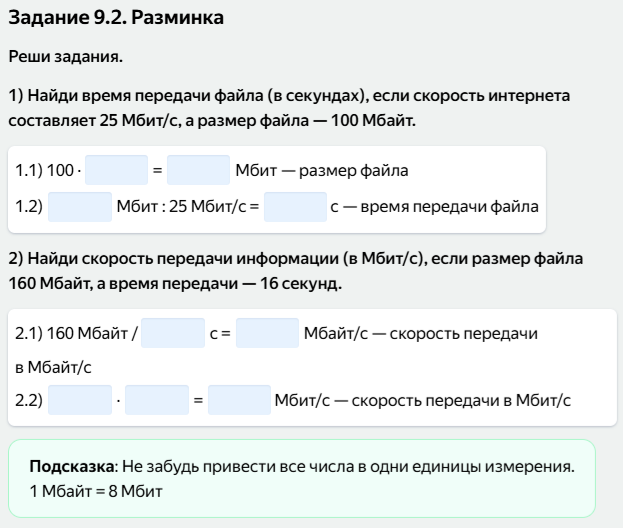 Задание 9.2. Разминка
Реши задания.
1) Найди время передачи файла (в секундах), если скорость интернета
составляет 25 Мбит/с, а размер файла — 100 Мбайт.
1.1) 100 · = Мбит — размер файла
1.2) Мбит : 25 Мбит/с = с — время передачи файла
2) Найди скорость передачи информации (в Мбит/с), если размер файла
160 Мбайт, а время передачи — 16 секунд.
2.1) 160 Мбайт / с = Мбайт/с — скорость передачи
в Мбайт/с
2.2) · = Мбит/с — скорость передачи в Мбит/с
Подсказка: Не забудь привести все числа в одни единицы измерения.
1 Мбайт = 8 Мбит